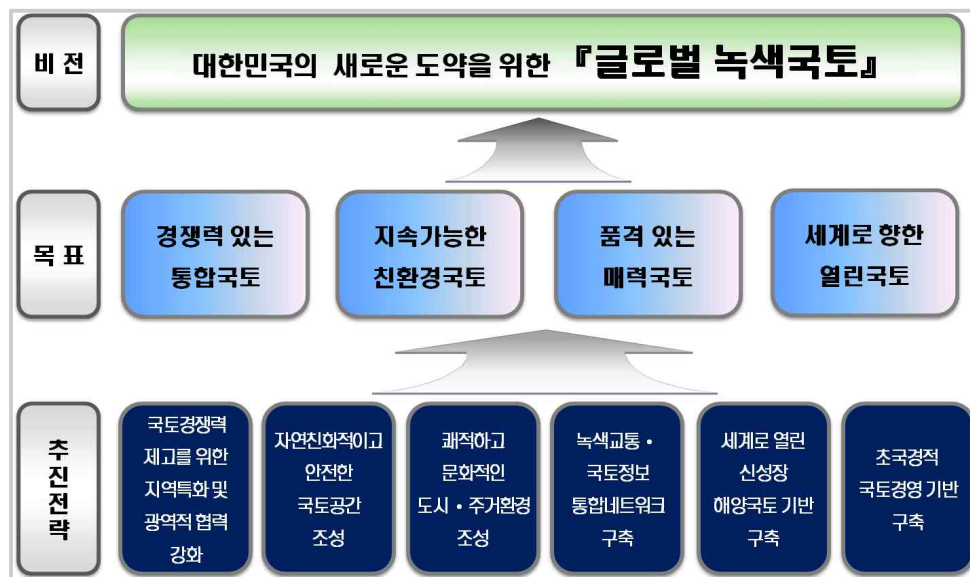 비 전
대한민국의 새로운 도약을 위한 『글로벌 녹색국토』
목 표
경쟁력 있는
통합국토
지속가능한
친환경국토
품격 있는
매력국토
세계로 향한
열린국토
추진전략
국토경쟁력
제고를 위한
지역특화 및
광역적 협력
강화
자연친화적이고
안전한
국토공간
조성
쾌적하고
문화적인
도시•주거환경
조성
녹색교통•
국토정보
통합네트워크
구축
세계로 열린
신성장
해양국토 기반
구축
초국경적
국토경영 기반
구축